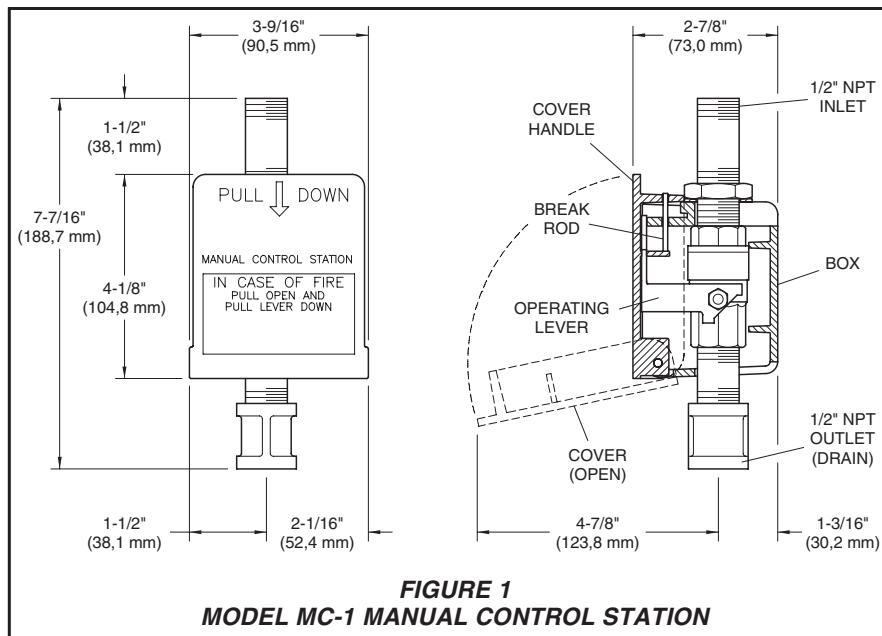 3-9/16"
(90,5 mm)
1-1/2"
(38,1 mm)
7-7/16"
(188,7 mm)
4-1/8"
(104,8 mm)
PULL DOWN
MANUAL CONTROL STATION
IN CASE OF FIRE
PULL OPEN AND
PULL LEVER DOWN
1-1/2"
(38,1 mm)
2-1/16"
(52,4 mm)
2-7/8"
(73,0 mm)
1/2" NPT
INLET
COVER
HANDLE
BREAK
ROD
BOX
OPERATING
LEVER
1/2" NPT
OUTLET
(DRAIN)
COVER
(OPEN)
4-7/8"
(123,8 mm)
1-3/16"
(30,2 mm)
FIGURE 1
MODEL MC-1 MANUAL CONTROL STATION